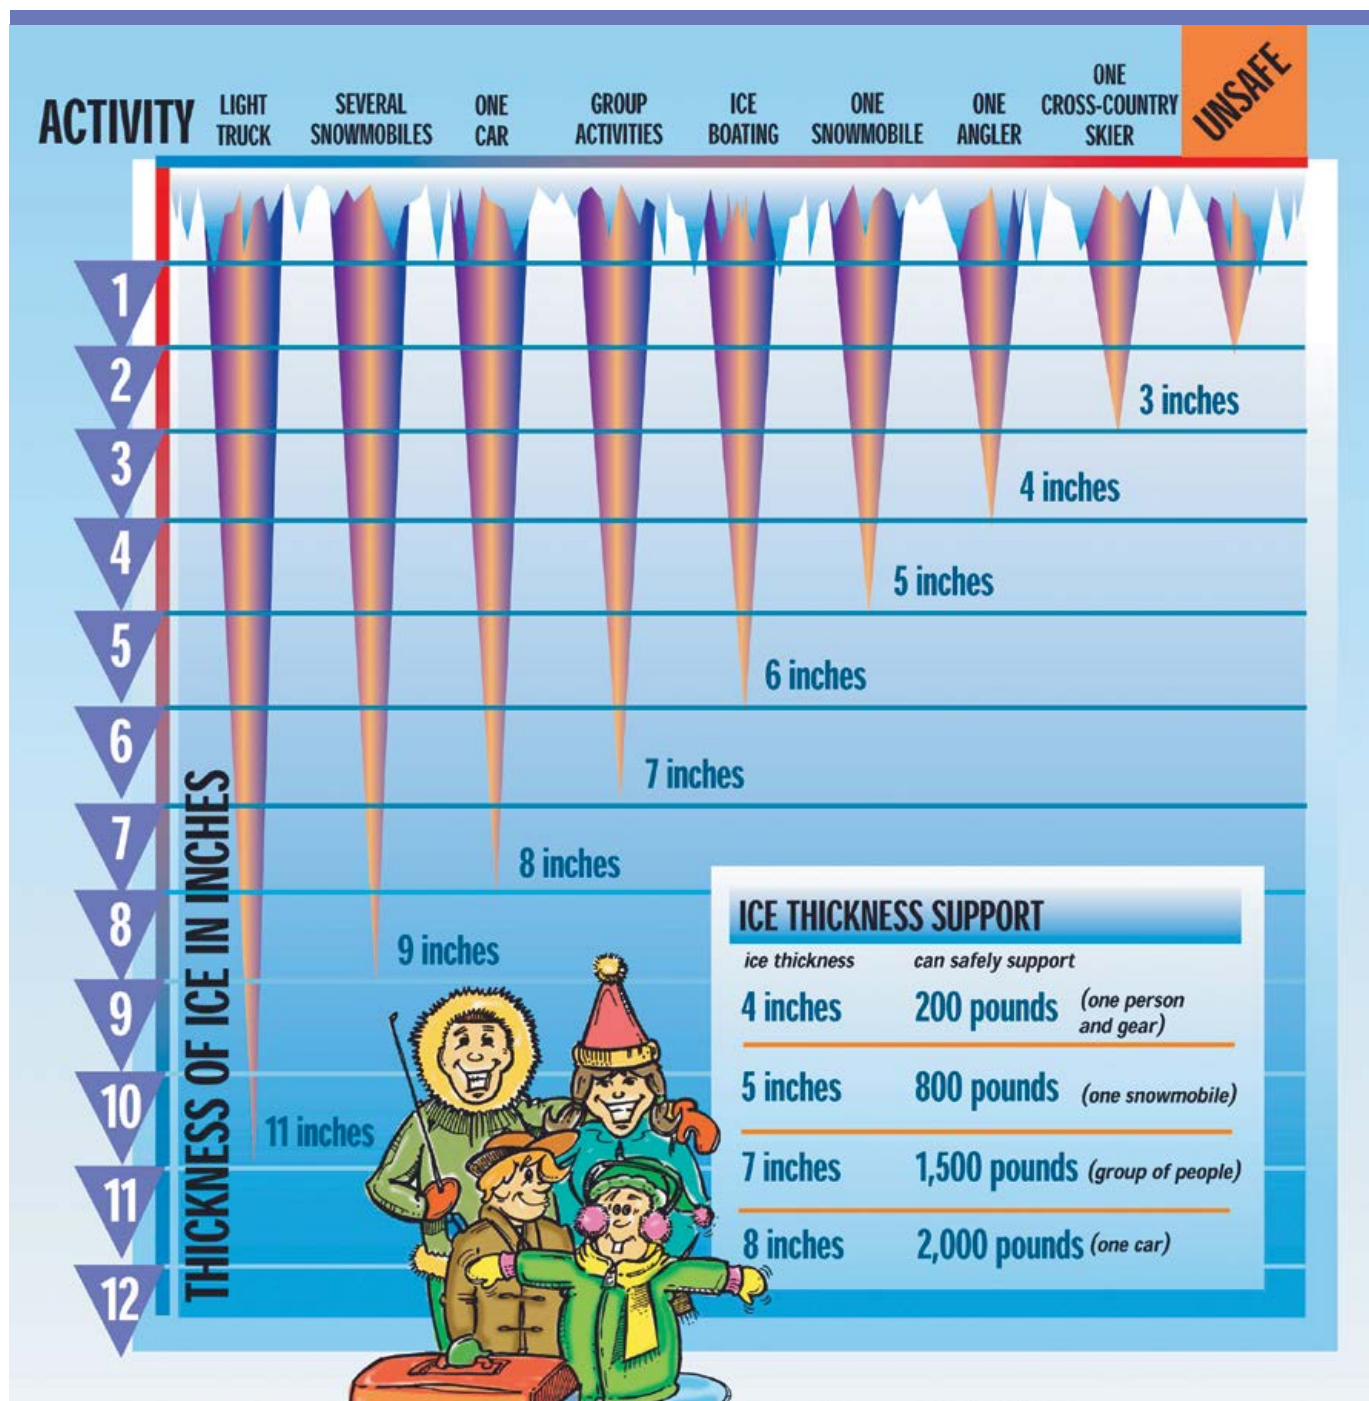 ACTIVITY
LIGHT
TRUCK
SEVERAL
SNOWMOBILES
ONE
CAR
GROUP
ACTIVITIES
ICE
BOATING
ONE
SNOWMOBILE
ONE
ANGLER
ONE
CROSS-COUNTRY
SKIER
UNSAFE
1
2
3
4
5
6
7
8
9
10
11
12
THICKNESS OF ICE IN INCHES
3 inches
4 inches
5 inches
6 inches
7 inches
8 inches
9 inches
11 inches
ICE THICKNESS SUPPORT
ice thickness can safely support
4 inches 200 pounds (one person
and gear)
5 inches 800 pounds (one snowmobile)
7 inches 1,500 pounds (group of people)
8 inches 2,000 pounds (one car)